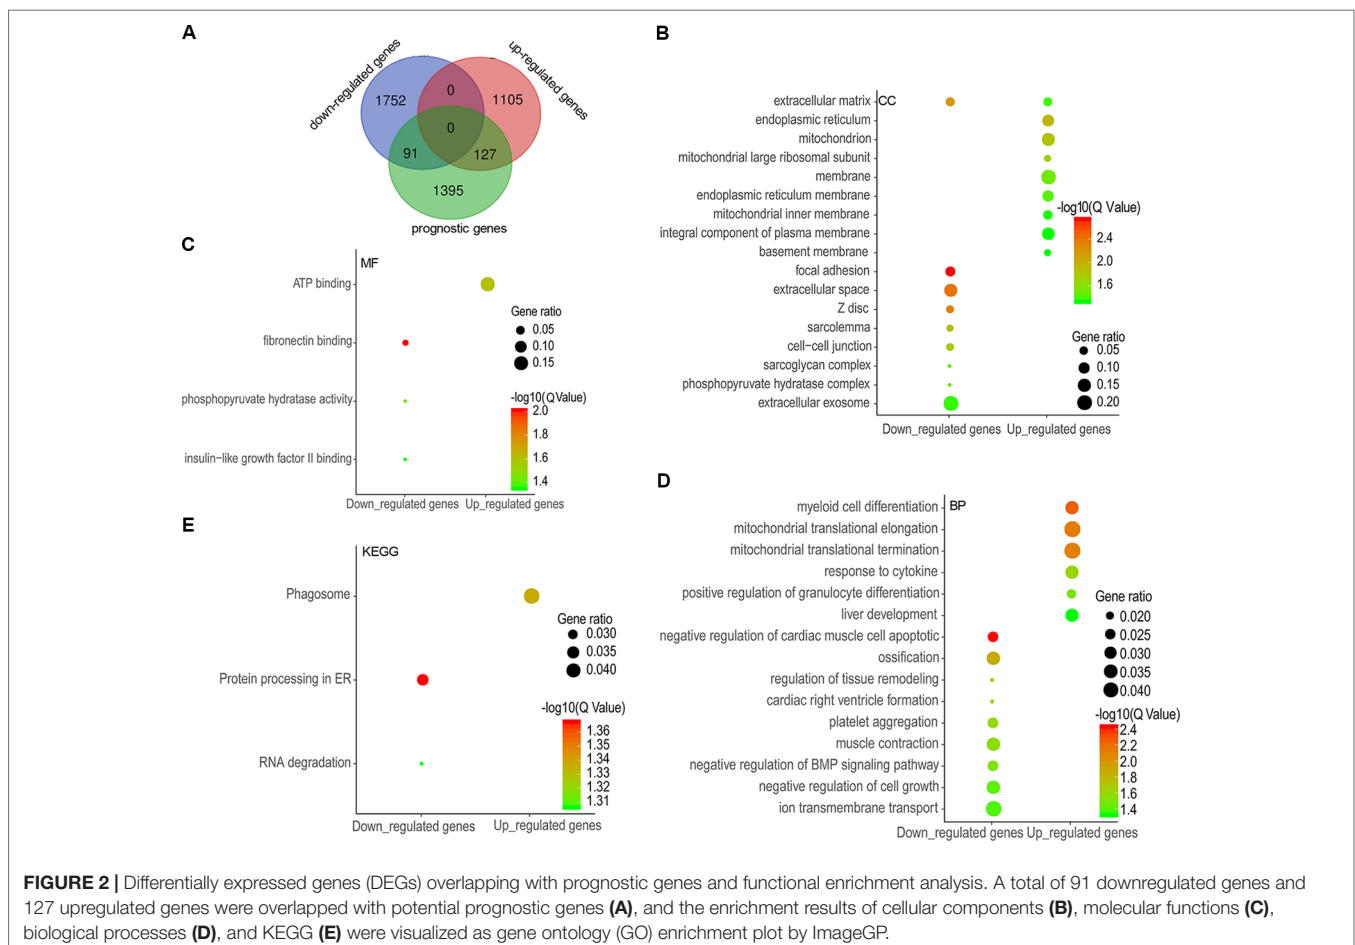 A
down-regulated genes
up-regulated genes
1752
0
1105
0
91
127
1395
prognostic genes
B
CC
extracellular matrix
endoplasmic reticulum
mitochondrion
mitochondrial large ribosomal subunit
membrane
endoplasmic reticulum membrane
mitochondrial inner membrane
integral component of plasma membrane
basement membrane
focal adhesion
extracellular space
Z disc
sarcolemma
cell−cell junction
sarcoglycan complex
phosphopyruvate hydratase complex
extracellular exosome
Down_regulated genes Up_regulated genes
-log10(Q Value)
2.4
2.0
1.6
Gene ratio
0.05
0.10
0.15
0.20
C
MF
ATP binding
fibronectin binding
phosphopyruvate hydratase activity
insulin−like growth factor II binding
Down_regulated genes Up_regulated genes
Gene ratio
0.05
0.10
0.15
-log10(Q Value)
2.0
1.8
1.6
1.4
D
BP
myeloid cell differentiation
mitochondrial translational elongation
mitochondrial translational termination
response to cytokine
positive regulation of granulocyte differentiation
liver development
negative regulation of cardiac muscle cell apoptotic
ossification
regulation of tissue remodeling
cardiac right ventricle formation
platelet aggregation
muscle contraction
negative regulation of BMP signaling pathway
negative regulation of cell growth
ion transmembrane transport
Down_regulated genes Up_regulated genes
Gene ratio
0.020
0.025
0.030
0.035
0.040
-log10(Q Value)
2.4
2.2
2.0
1.8
1.6
1.4
E
KEGG
Phagosome
Protein processing in ER
RNA degradation
Down_regulated genes Up_regulated genes
Gene ratio
0.030
0.035
0.040
-log10(Q Value)
1.36
1.35
1.34
1.33
1.32
1.31
FIGURE 2 | Differentially expressed genes (DEGs) overlapping with prognostic genes and functional enrichment analysis. A total of 91 downregulated genes and
127 upregulated genes were overlapped with potential prognostic genes (A), and the enrichment results of cellular components (B), molecular functions (C),
biological processes (D), and KEGG (E) were visualized as gene ontology (GO) enrichment plot by ImageGP.